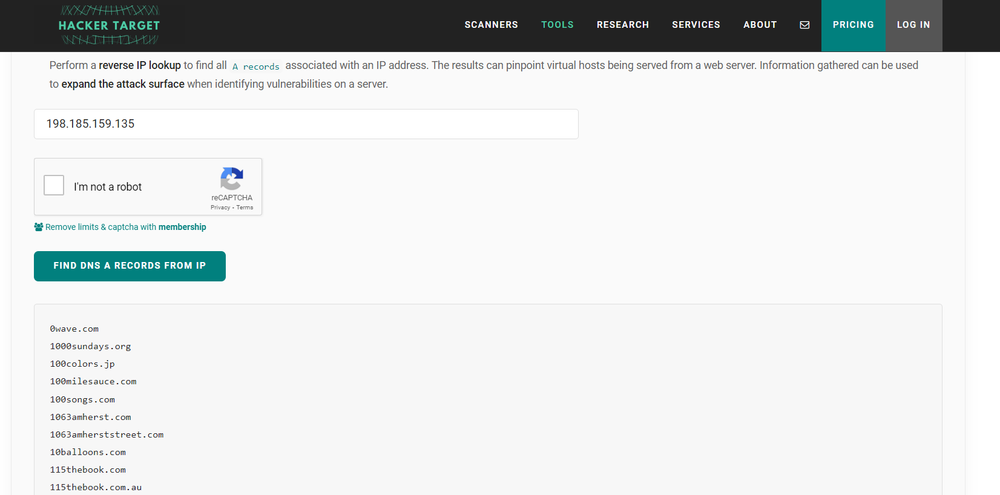 HACKER TARGET
SCANNERS TOOLS RESEARCH SERVICES ABOUT PRICING LOG IN
Perform a reverse IP lookup to find all A records associated with an IP address. The results can pinpoint virtual hosts being served from a web server. Information gathered can be used
to expand the attack surface when identifying vulnerabilities on a server.
198.185.159.135
I'm not a robot
reCAPTCHA
Privacy - Terms
Remove limits & captcha with membership
FIND DNS A RECORDS FROM IP
0wave.com
1000sundays.org
100colors.jp
100milesauce.com
100songs.com
1063amherst.com
1063amherststreet.com
10balloons.com
115thebook.com
115thebook.com.au